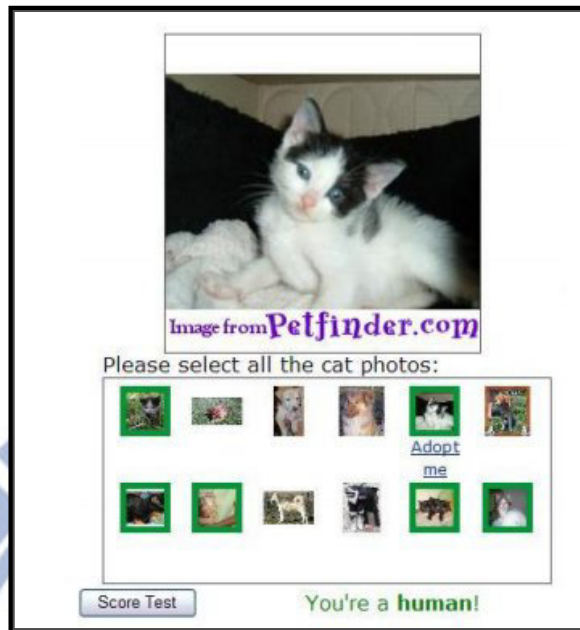 Image from Petfinder.com
Please select all the cat photos:
Adopt
me
Score Test
You're a human!